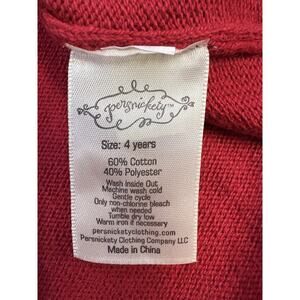 persnickety™
Size: 4 years
60% Cotton
40% Polyester
Wash inside Out
Machine wash cold
Gentle cycle
Only non-chlorine bleach
when needed
Tumble dry low
Warm iron if necessary
persnicketyclothing.com
Persnickety Clothing Company LLC
Made in China